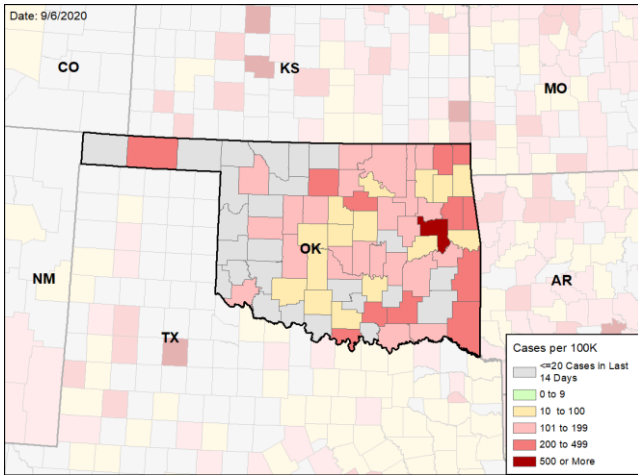 Date: 9/6/2020
CO
KS
MO
OK
NM
TX
AR
Cases per 100K
<=20 Cases in Last
14 Days
0 to 9
10 to 100
101 to 199
200 to 499
500 or More